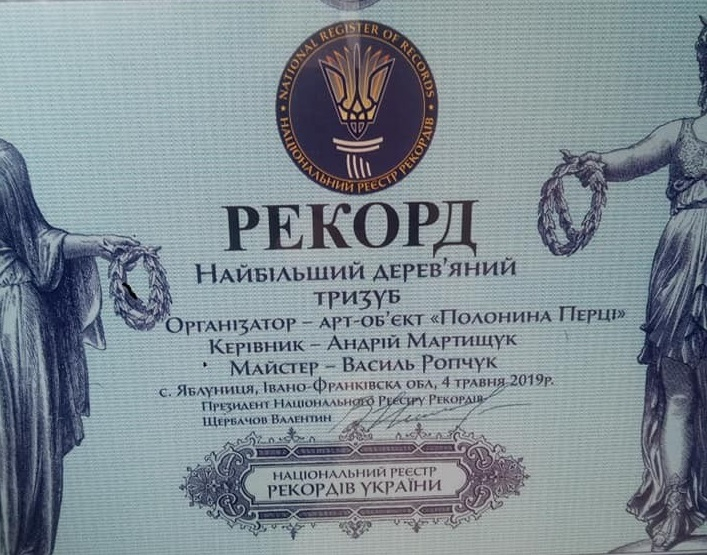 NATIONAL REGISTER OF RECORDS
НАЦІОНАЛЬНИЙ РЕЄСТР РЕКОРДІВ
РЕКОРД
Найбільший дерев'яний
тризуб
Організатор – арт-об'єкт «Полонина Перці»
Керівник – Андрій Мартищук
Майстер – Василь Ропчук
с. Яблуниця, Івано-Франківска обл, 4 травня 2019р.
Президент Національного Реєстру Рекордів
Щербачов Валентин
НАЦІОНАЛЬНИЙ РЕЄСТР
РЕКОРДІВ УКРАЇНИ